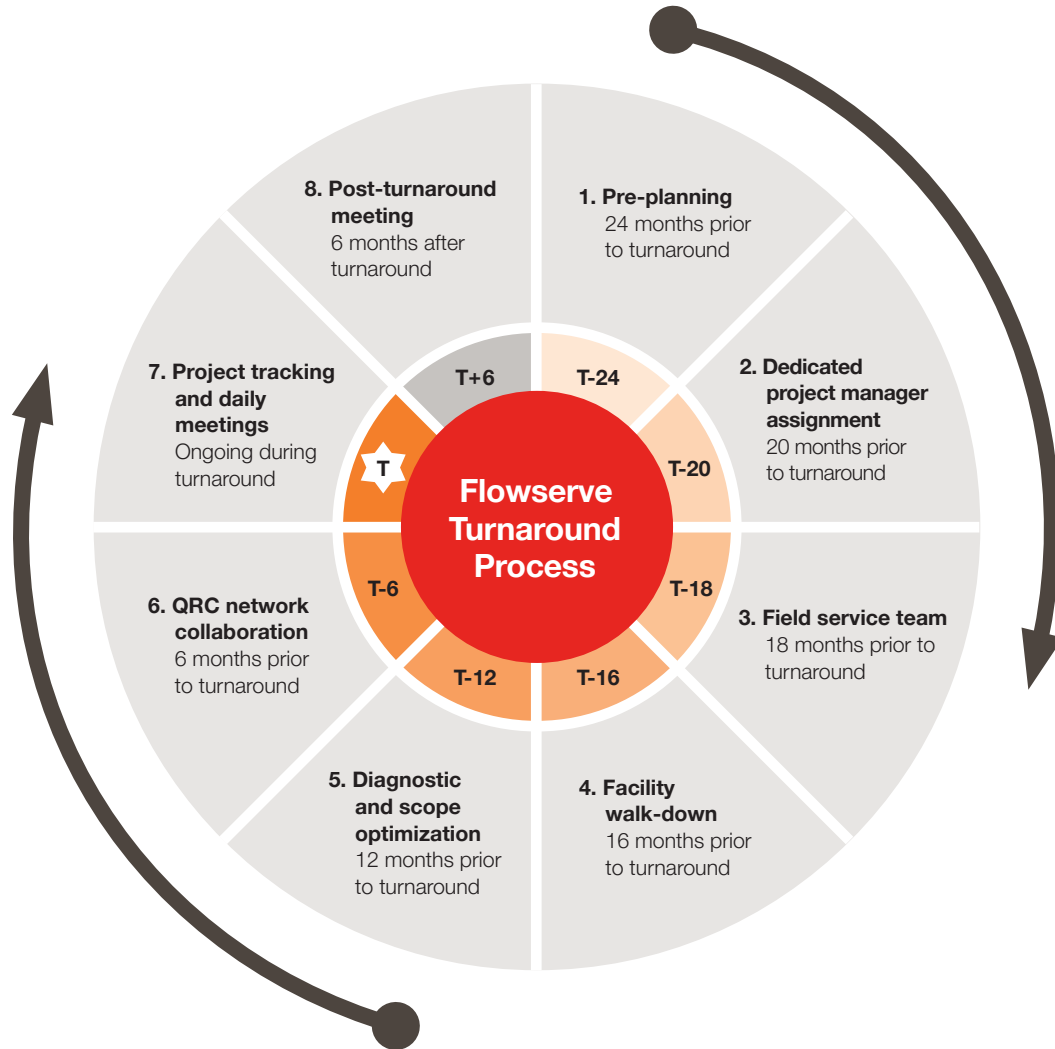 Flowserve
Turnaround
Process
1. Pre-planning
24 months prior
to turnaround
T-24
2. Dedicated
project manager
assignment
20 months prior
to turnaround
T-20
3. Field service team
18 months prior to
turnaround
T-18
4. Facility
walk-down
16 months prior
to turnaround
T-16
5. Diagnostic
and scope
optimization
12 months prior
to turnaround
T-12
6. QRC network
collaboration
6 months prior
to turnaround
T-6
7. Project tracking
and daily
meetings
Ongoing during
turnaround
T
8. Post-turnaround
meeting
6 months after
turnaround
T+6